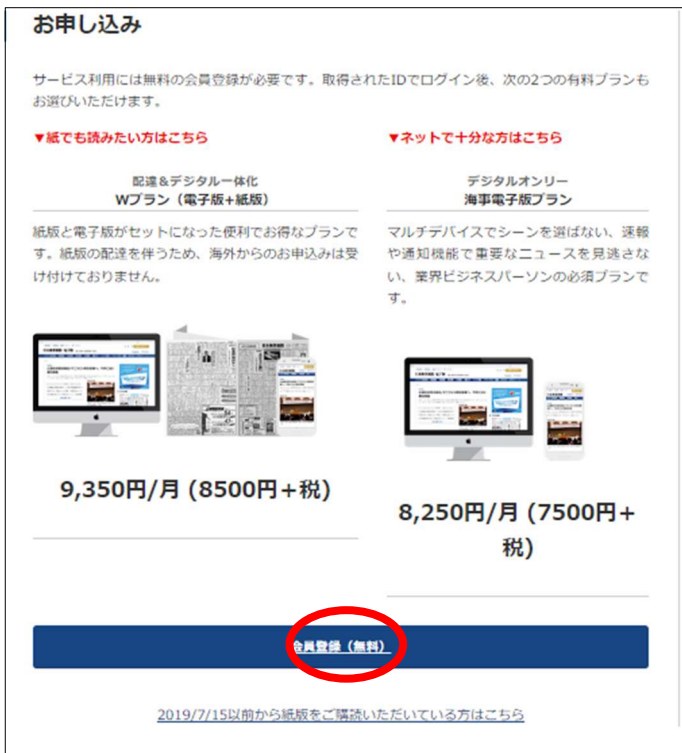 お申し込み
サービス利用には無料の会員登録が必要です。取得されたIDでログイン後、次の2つの有料プランも
お選びいただけます。
▼紙でも読みたい方はこちら
配達&デジタル一体化
Wプラン（電子版+紙版）
紙版と電子版がセットになった便利でお得なプランで
す。紙版の配達を伴うため、海外からのお申込みは受
け付けておりません。
9,350円/月 (8500円+税)
▼ネットで十分な方はこちら
デジタルオンリー
海事電子版プラン
マルチデバイスでシーンを選ばない、速報
や通知機能で重要なニュースを見逃さな
い、業界ビジネスパーソンの必須プランで
す。
8,250円/月 (7500円+
税)
会員登録（無料）
2019/7/15以前から紙版をご購読いただいている方はこちら